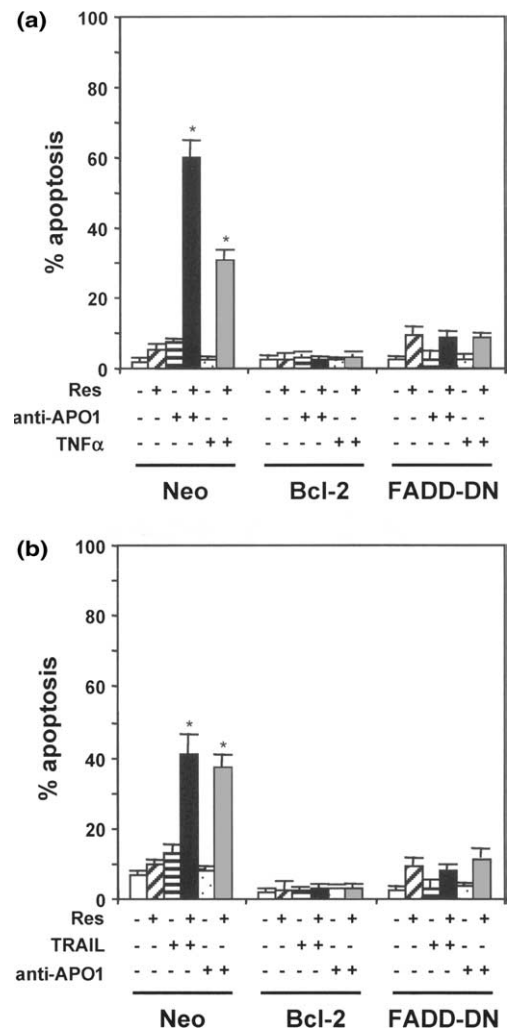 (a)
100
80
60
40
20
0
% apoptosis
* *
Res - + - + - + - + - + - + - + - + - +
anti-APO1 - - + + - - - - + + - - - - + + - -
TNFα - - - - + + - - - - + + - - - - + +
Neo Bcl-2 FADD-DN
(b)
100
80
60
40
20
0
% apoptosis
* *
Res - + - + - + - + - + - + - + - + - +
TRAIL - - + + - - - - + + - - - - + + - -
anti-APO1 - - - - + + - - - - + + - - - - + +
Neo Bcl-2 FADD-DN